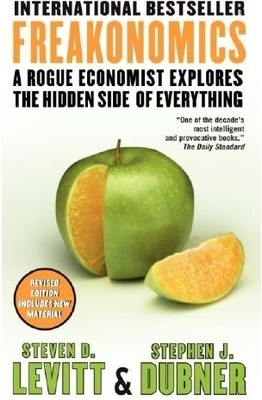 INTERNATIONAL BESTSELLER
FREAKONOMICS
A ROGUE ECONOMIST EXPLORES
THE HIDDEN SIDE OF EVERYTHING
"One of the decade's
most intelligent
and provocative books."
The Daily Standard
REVISED
EDITION
INCLUDES NEW
MATERIAL
STEVEN D. STEPHEN J.
LEVITT & DUBNER